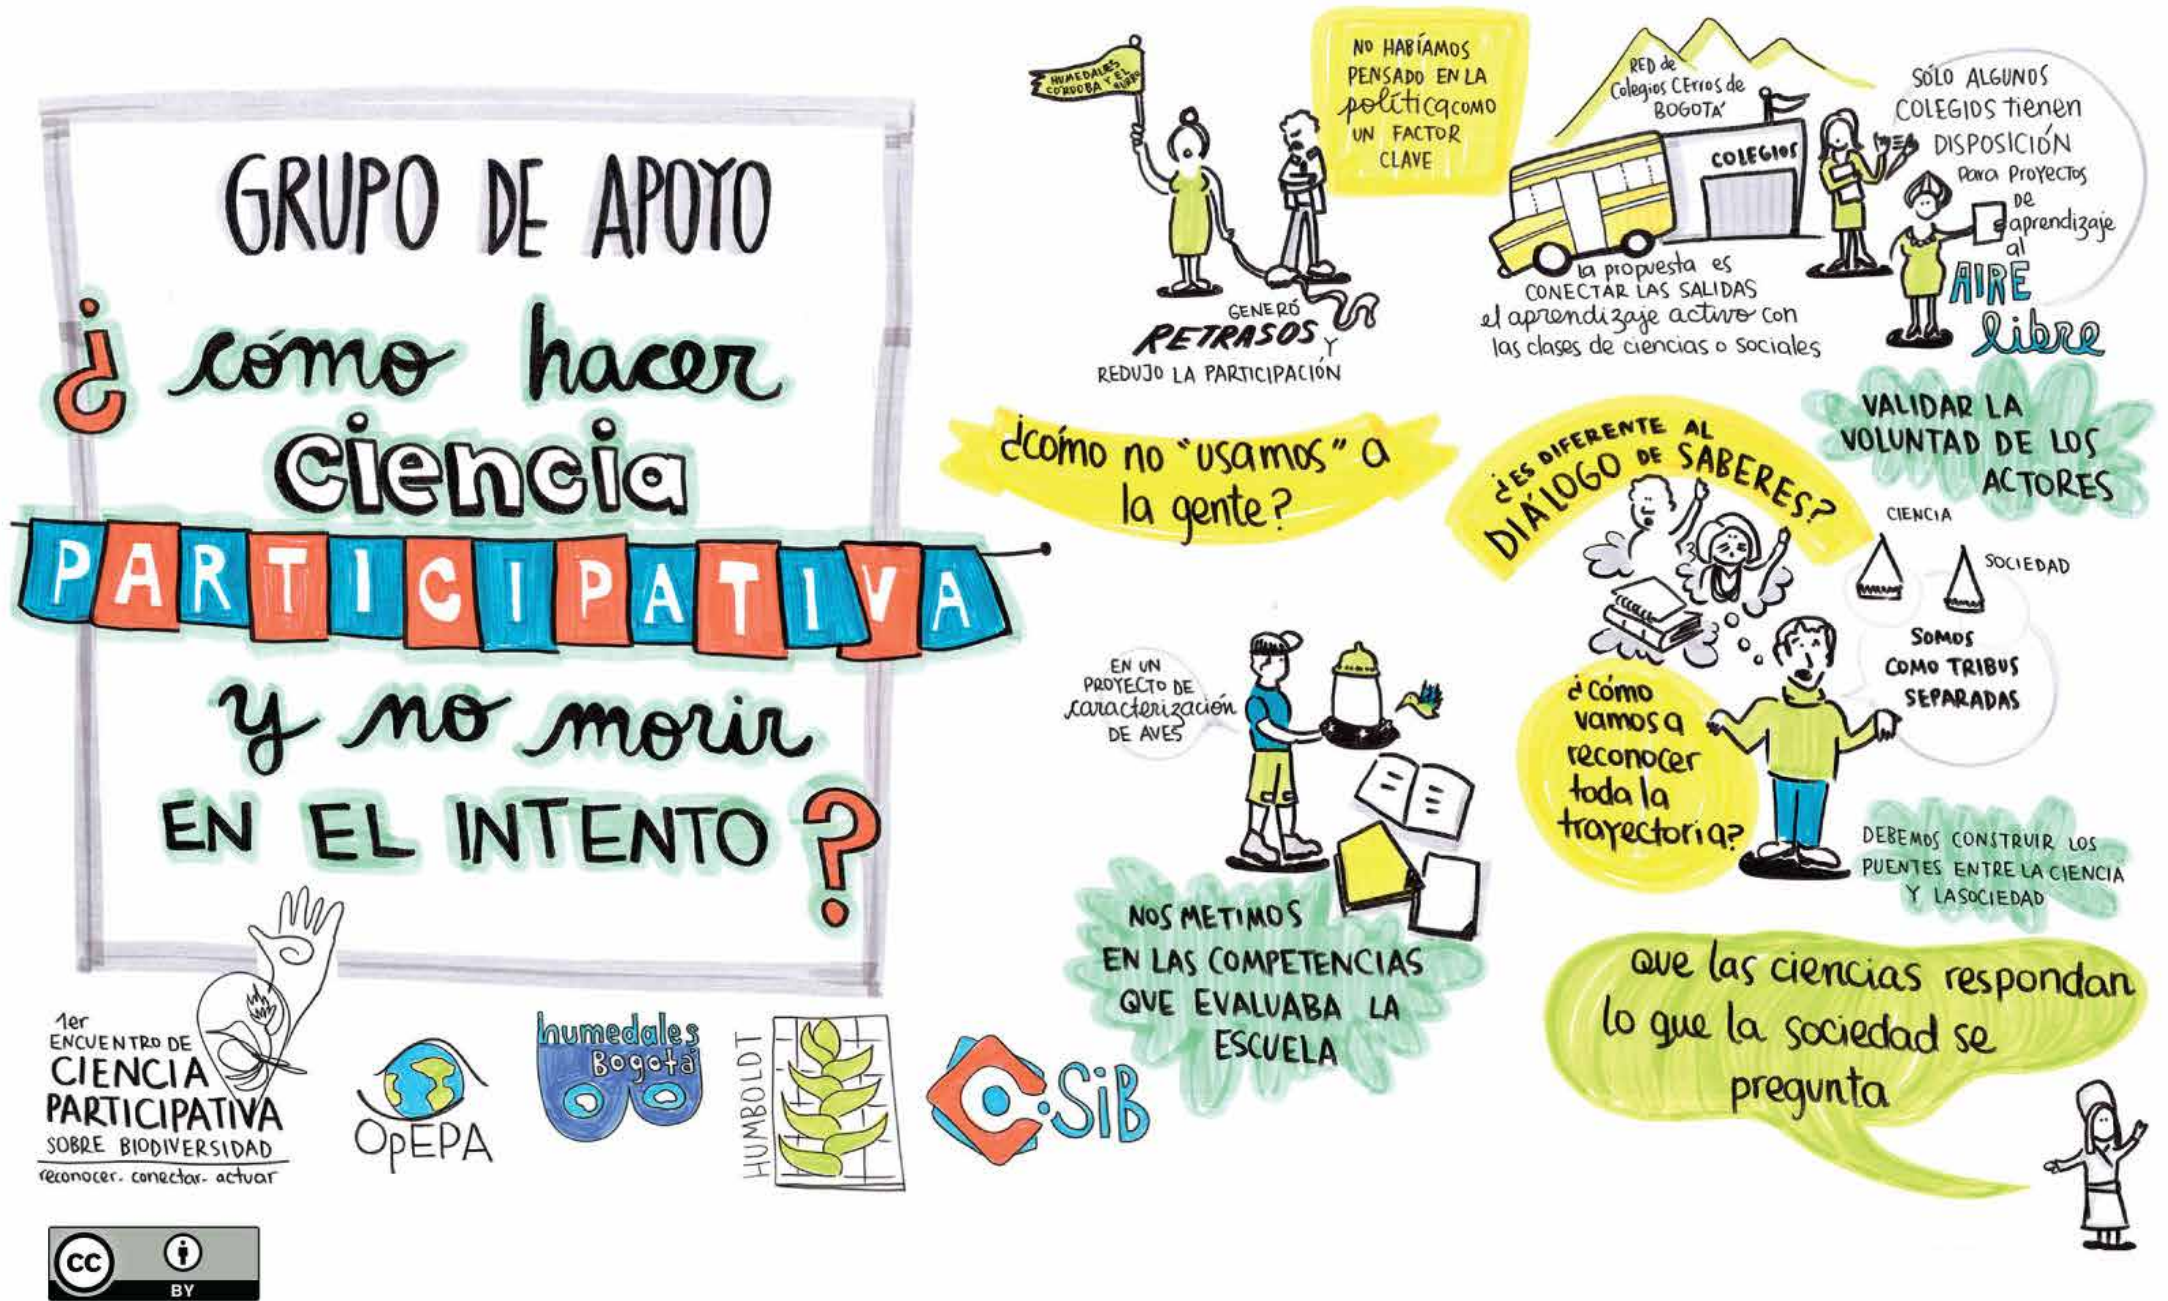 GRUPO DE APOYO
¿cómo hacer
ciencia
PARTICIPATIVA
y no morir
EN EL INTENTO?
1er
ENCUENTRO DE
CIENCIA
PARTICIPATIVA
SOBRE BIODIVERSIDAD
reconocer. conectar. actuar
OpEPA
humedales
Bogotá
HUMBOLDT
SiB
CC
BY
HUMEDALES
CÓRDOBA Y EL
BURRO
NO HABÍAMOS
PENSADO EN LA
política COMO
UN FACTOR
CLAVE
GENERÓ
RETRASOS Y
REDUJO LA PARTICIPACIÓN
RED de
Colegios CErros de
BOGOTÁ
COLEGIOS
la propuesta es
CONECTAR LAS SALIDAS
el aprendizaje activo con
las clases de ciencias o sociales
SÓLO ALGUNOS
COLEGIOS tienen
DISPOSICIÓN
para proyectos
DE
aprendizaje
al
AIRE
libre
¿cómo no "usamos" a
la gente?
¿ES DIFERENTE AL
DIÁLOGO DE SABERES?
VALIDAR LA
VOLUNTAD DE LOS
ACTORES
CIENCIA
SOCIEDAD
SOMOS
COMO TRIBUS
SEPARADAS
¿cómo
vamos a
reconocer
toda la
trayectoria?
DEBEMOS CONSTRUIR LOS
PUENTES ENTRE LA CIENCIA
Y LA SOCIEDAD
EN UN
PROYECTO DE
caracterización
DE AVES
NOS METIMOS
EN LAS COMPETENCIAS
QUE EVALUABA LA
ESCUELA
que las ciencias respondan
lo que la sociedad se
pregunta